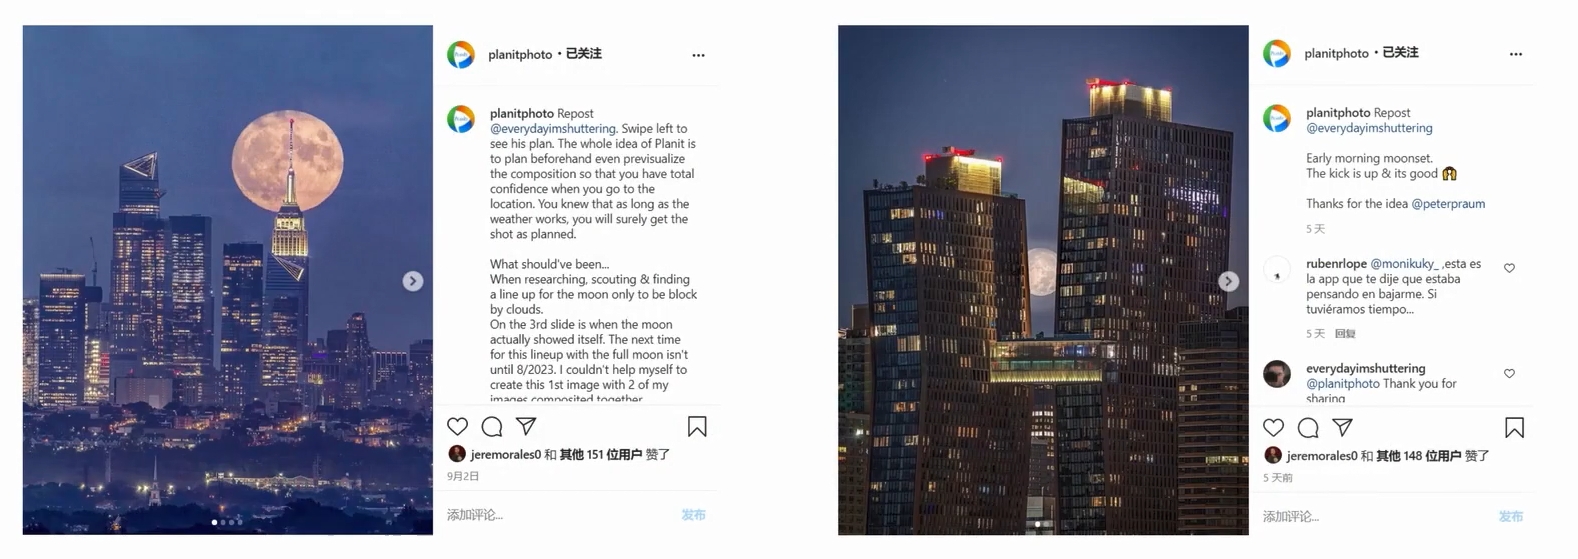 planitphoto • 已关注
planitphoto Repost
@everydayimshuttering. Swipe left to
see his plan. The whole idea of Planit is
to plan beforehand even previsualize
the composition so that you have total
confidence when you go to the
location. You knew that as long as the
weather works, you will surely get the
shot as planned.
What should've been...
When researching, scouting & finding
a line up for the moon only to be block
by clouds.
On the 3rd slide is when the moon
actually showed itself. The next time
for this lineup with the full moon isn't
until 8/2023. I couldn't help myself to
create this 1st image with 2 of my
images composited together
jeremorales0 和 其他 151 位用户 赞了
9月2日
添加评论...
发布
planitphoto • 已关注
planitphoto Repost
@everydayimshuttering
Early morning moonset.
The kick is up & its good
Thanks for the idea @peterpraum
5 天
rubenrlope @monikuky_ ,esta es
la app que te dije que estaba
pensando en bajarme. Si
tuviéramos tiempo...
5 天 回复
everydayimshuttering
@planitphoto Thank you for
sharing
jeremorales0 和 其他 148 位用户 赞了
5 天前
添加评论...
发布